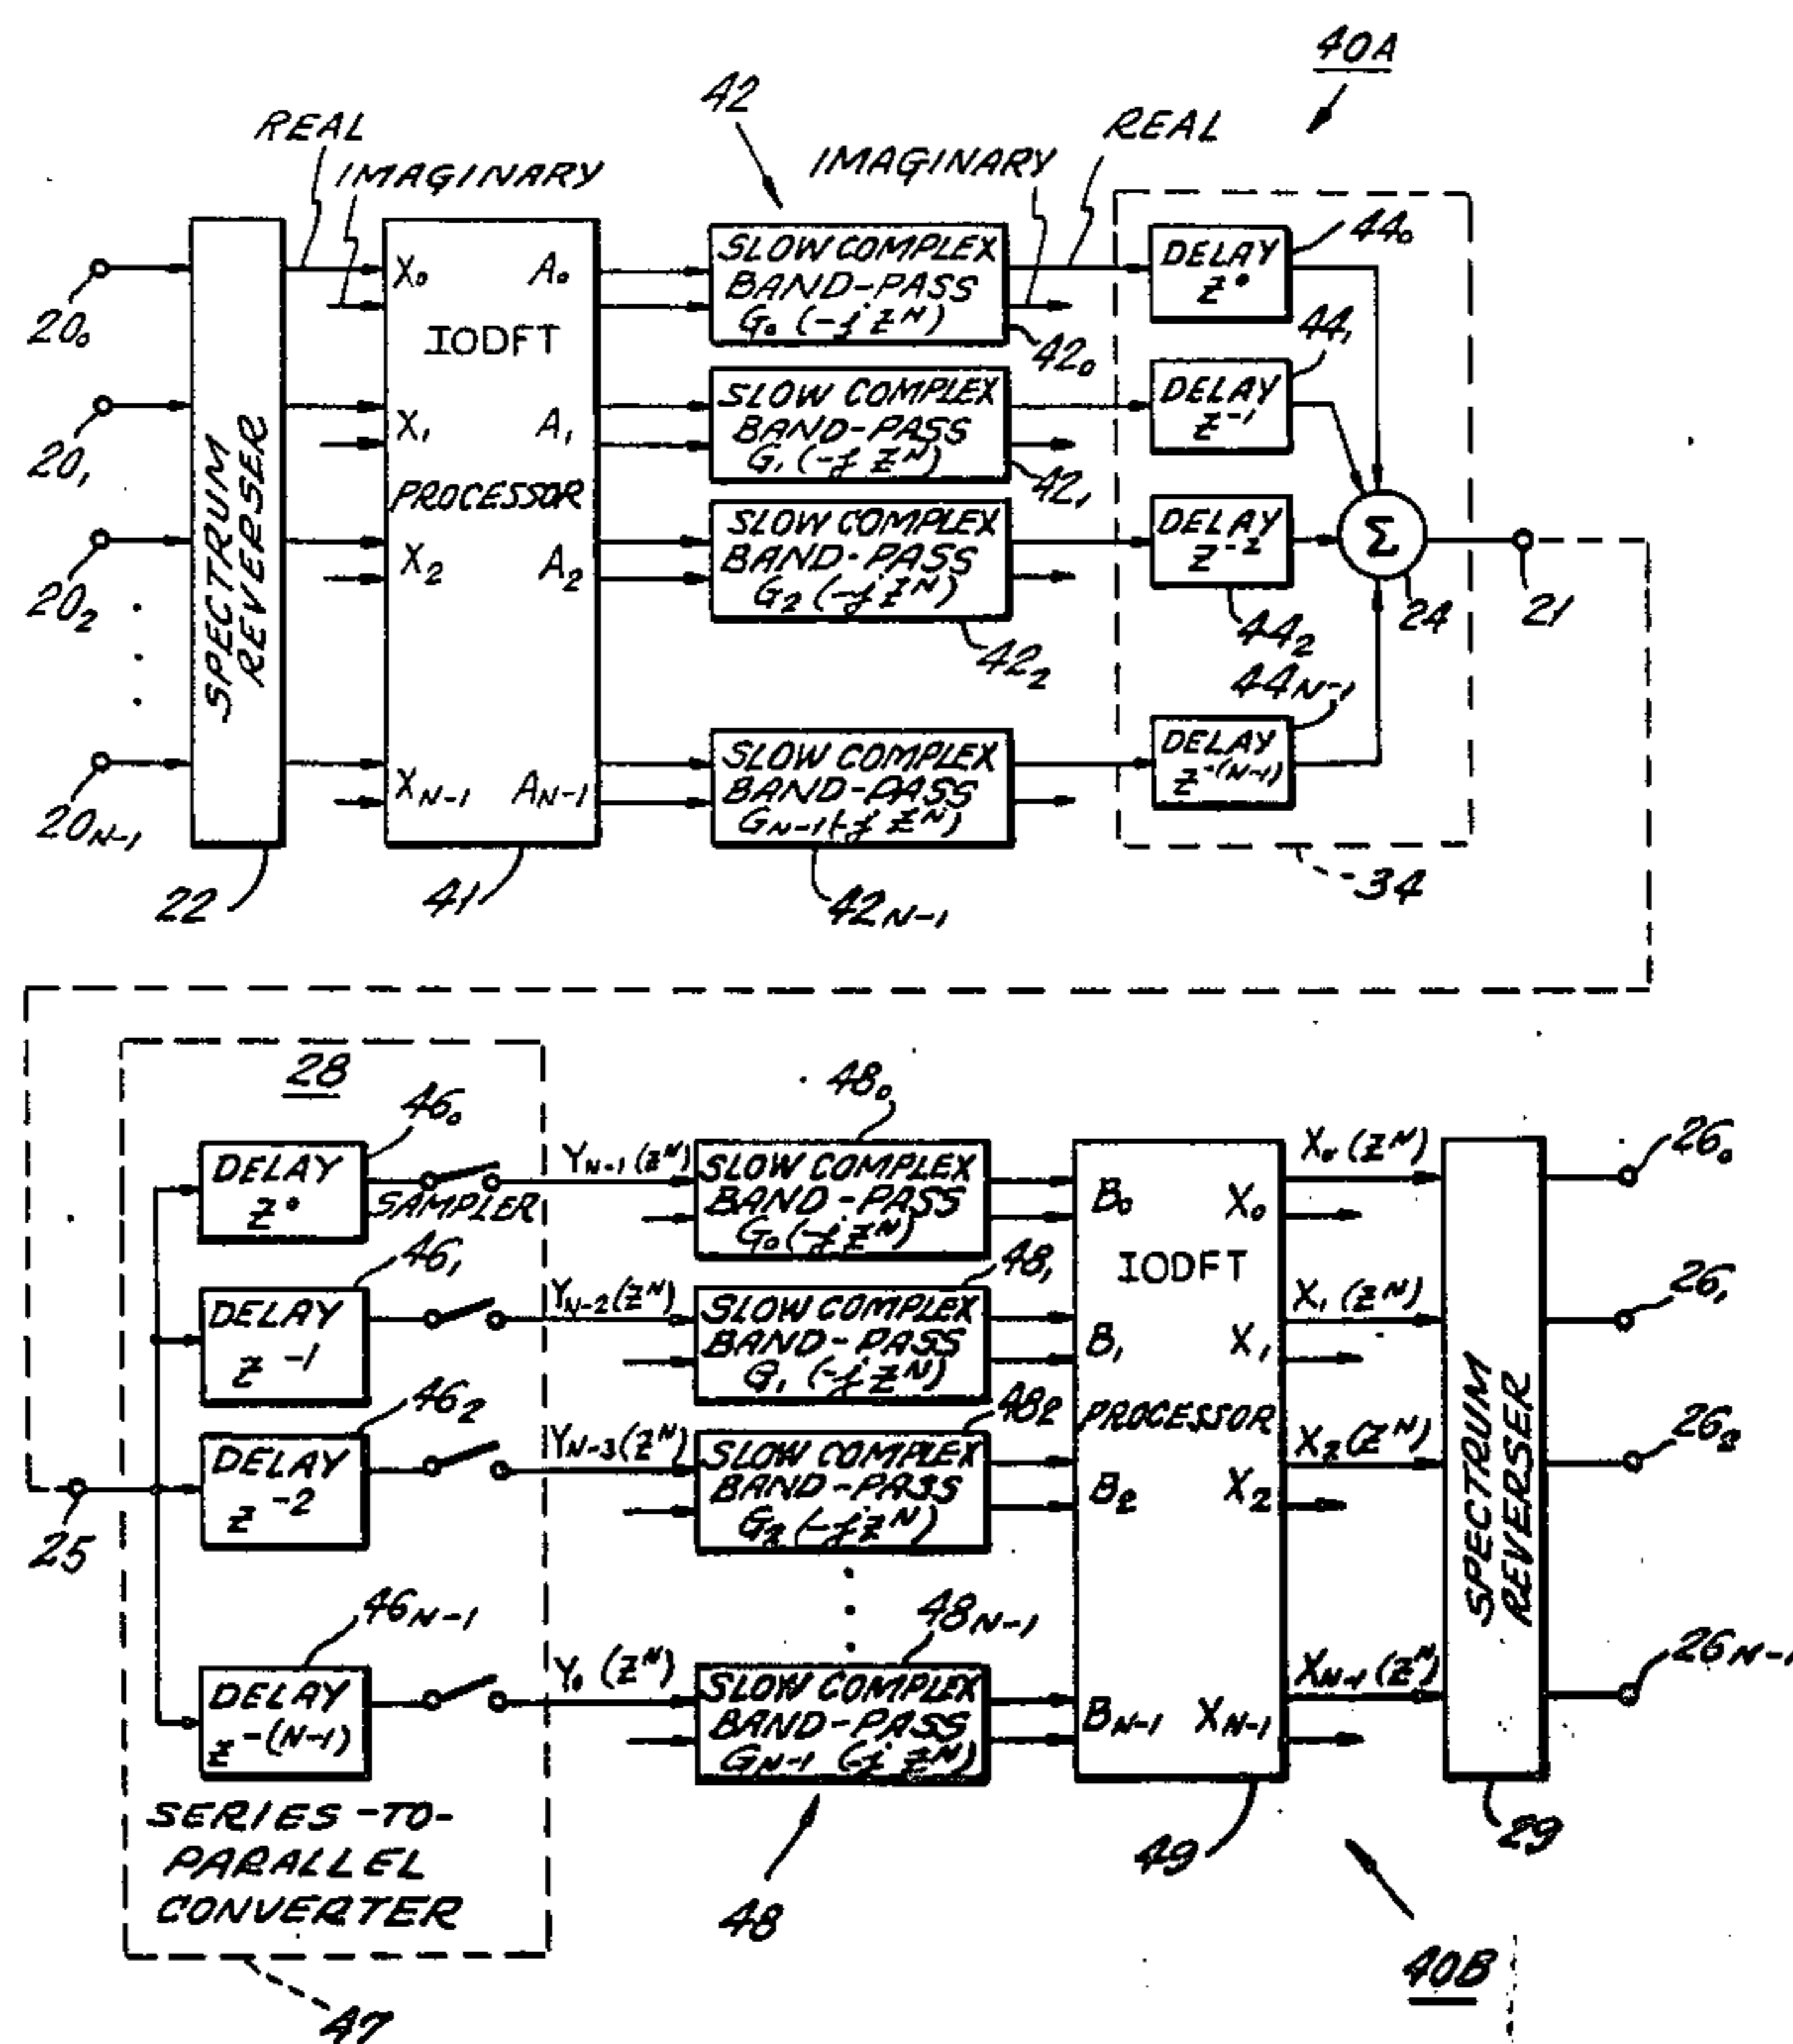 40A
42
REAL
REAL
IMAGINARY
IMAGINARY
20₀
20₁
20₂
20N-1
SPECTRUM REVERSER
22
X₀ A₀
IODFT
X₁ A₁
PROCESSOR
X₂ A₂
XN-1 AN-1
41
SLOW COMPLEX
BAND-PASS
G₀ (-j Z^N)
42₀
SLOW COMPLEX
BAND-PASS
G₁ (-j Z^N)
42₁
SLOW COMPLEX
BAND-PASS
G₂ (-j Z^N)
42₂
SLOW COMPLEX
BAND-PASS
GN-1 (-j Z^N)
42N-1
DELAY
Z⁰
44₀
DELAY
Z⁻¹
44₁
DELAY
Z⁻²
44₂
DELAY
Z^-(N-1)
44N-1
Σ
24
21
34
28
46₀
DELAY
Z⁰
SAMPLER
YN-1 (Z^N)
46₁
DELAY
Z⁻¹
YN-2 (Z^N)
46₂
DELAY
Z⁻²
YN-3 (Z^N)
46N-1
DELAY
Z^-(N-1)
Y₀ (Z^N)
25
SERIES-TO-
PARALLEL
CONVERTER
47
48₀
SLOW COMPLEX
BAND-PASS
G₀ (-j Z^N)
48₁
SLOW COMPLEX
BAND-PASS
G₁ (-j Z^N)
48₂
SLOW COMPLEX
BAND-PASS
G₂ (-j Z^N)
48N-1
SLOW COMPLEX
BAND-PASS
GN-1 (-j Z^N)
48
B₀ X₀
IODFT
B₁ X₁
PROCESSOR
B₂ X₂
BN-1 XN-1
49
X₀ (Z^N)
X₁ (Z^N)
X₂ (Z^N)
XN-1 (Z^N)
SPECTRUM REVERSER
29
26₀
26₁
26₂
26N-1
40B